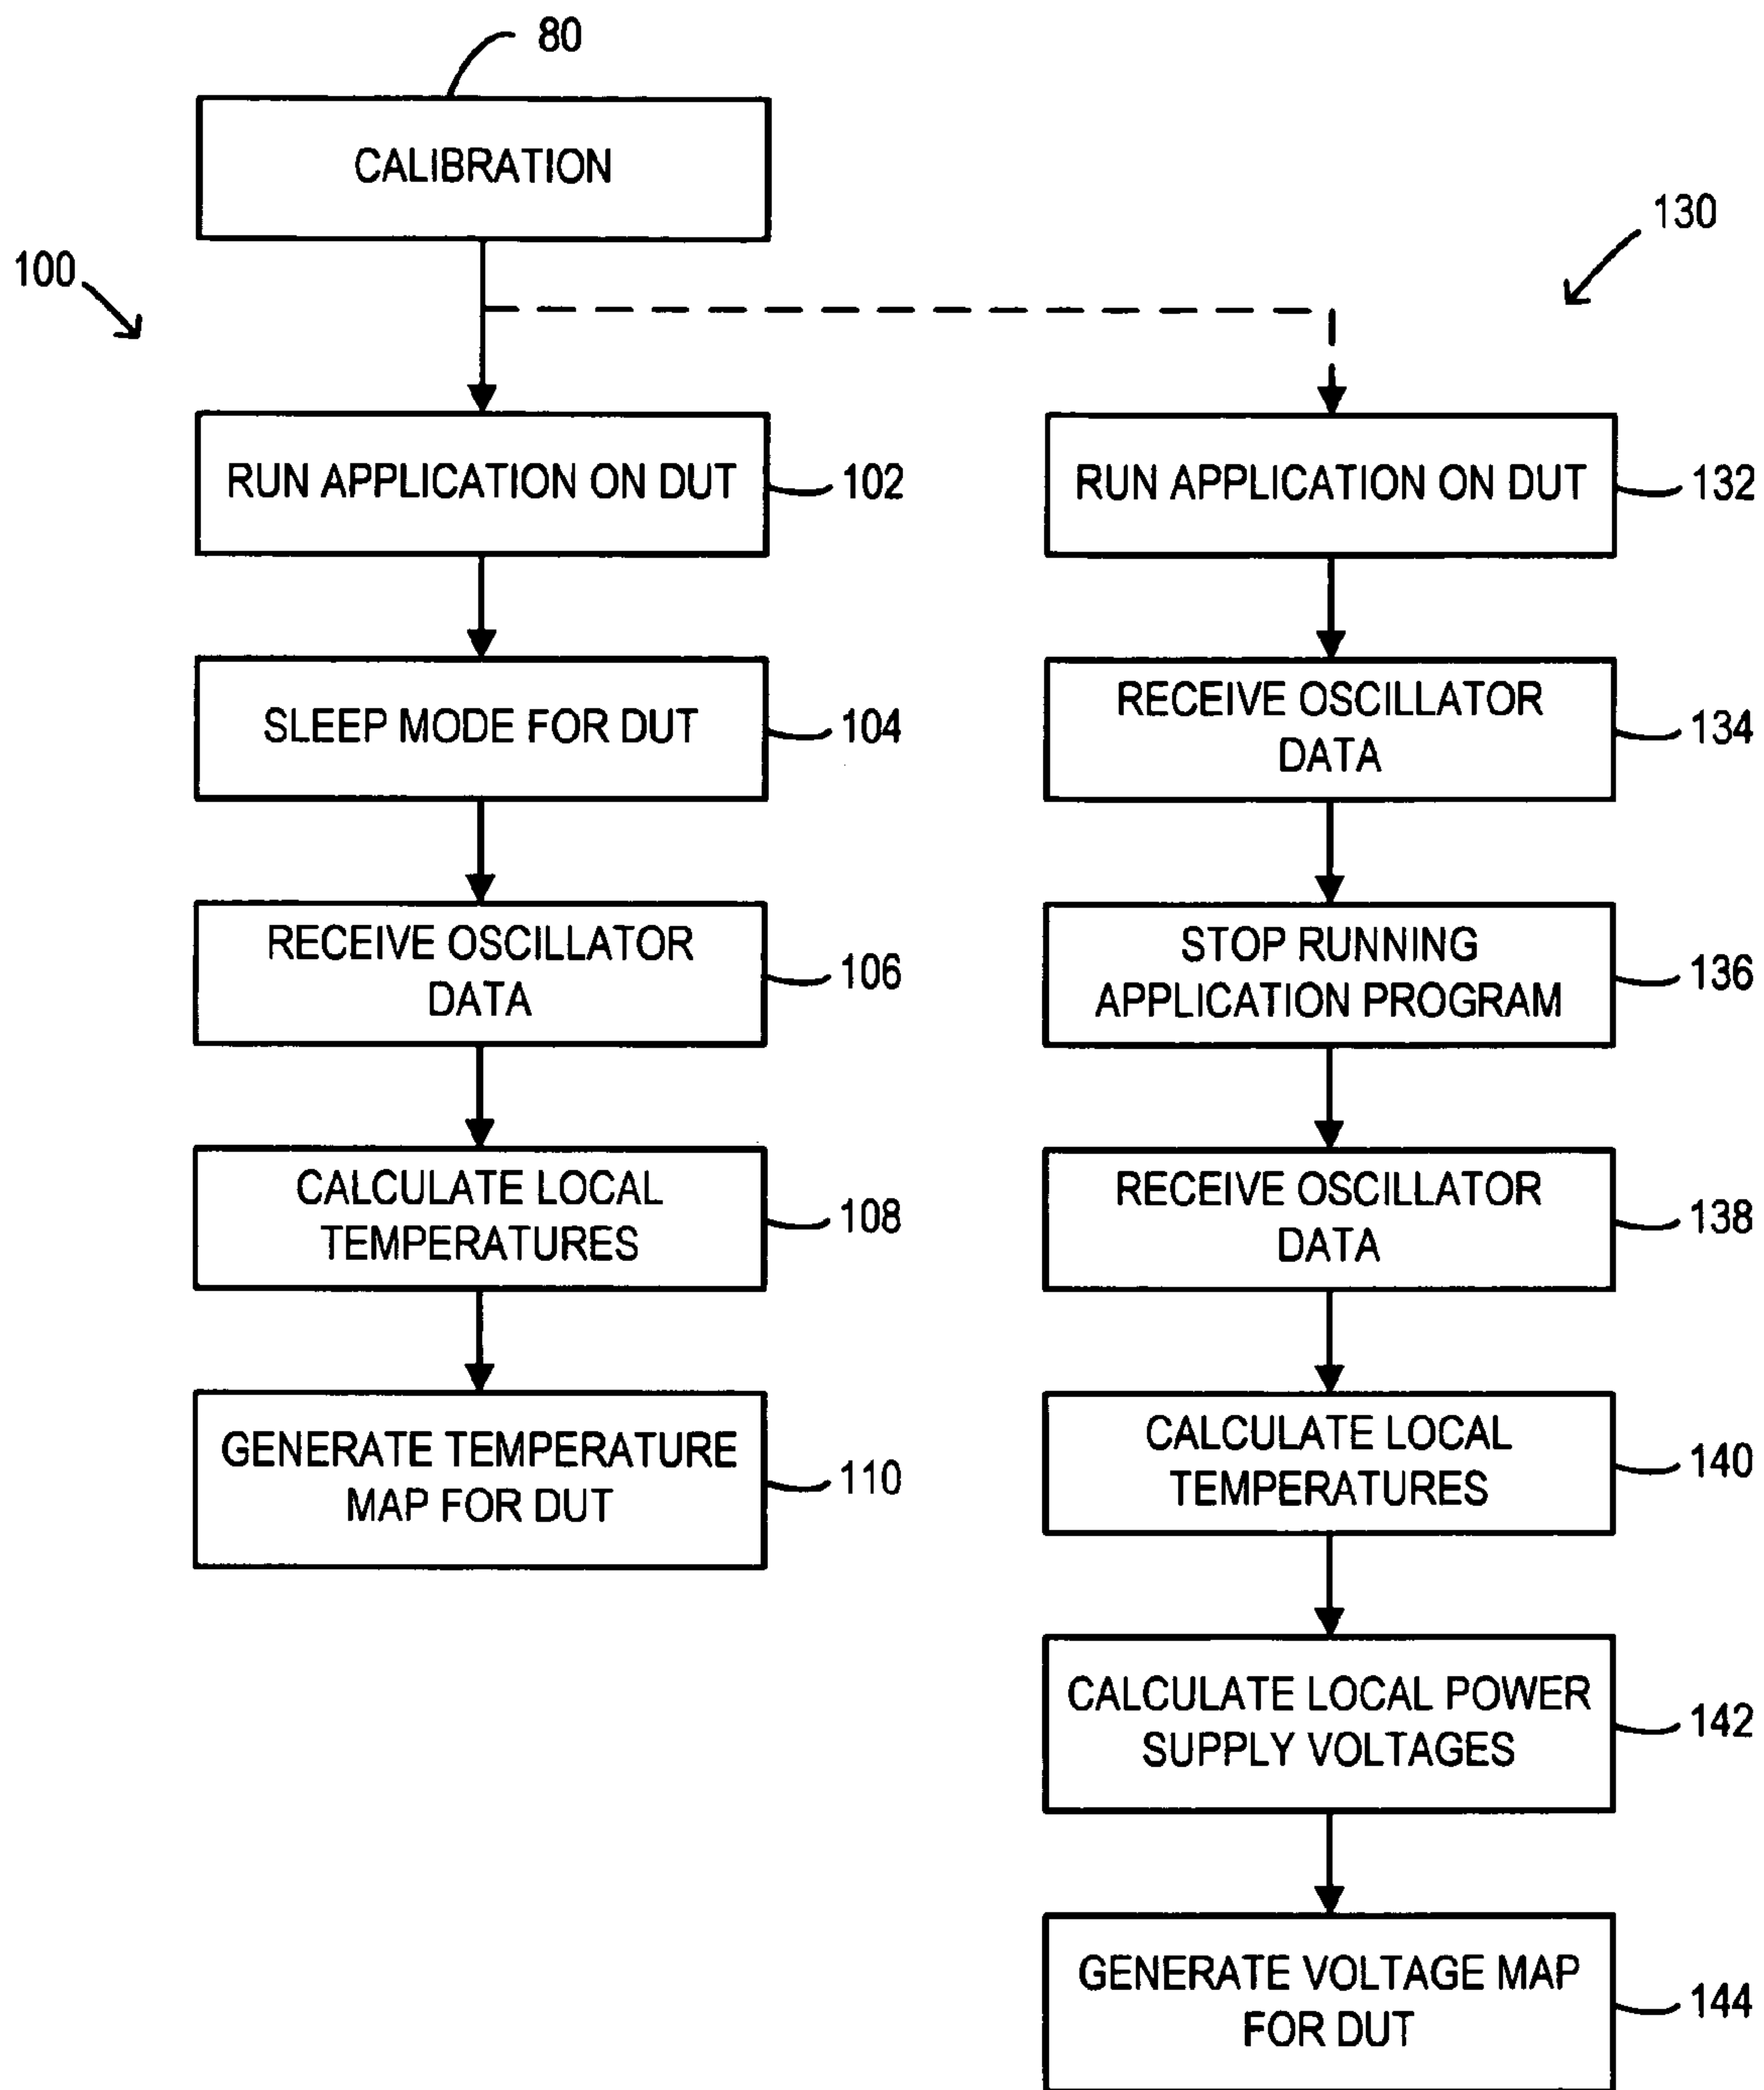 80
CALIBRATION
100
130
RUN APPLICATION ON DUT
102
SLEEP MODE FOR DUT
104
RECEIVE OSCILLATOR
DATA
106
CALCULATE LOCAL
TEMPERATURES
108
GENERATE TEMPERATURE
MAP FOR DUT
110
RUN APPLICATION ON DUT
132
RECEIVE OSCILLATOR
DATA
134
STOP RUNNING
APPLICATION PROGRAM
136
RECEIVE OSCILLATOR
DATA
138
CALCULATE LOCAL
TEMPERATURES
140
CALCULATE LOCAL POWER
SUPPLY VOLTAGES
142
GENERATE VOLTAGE MAP
FOR DUT
144